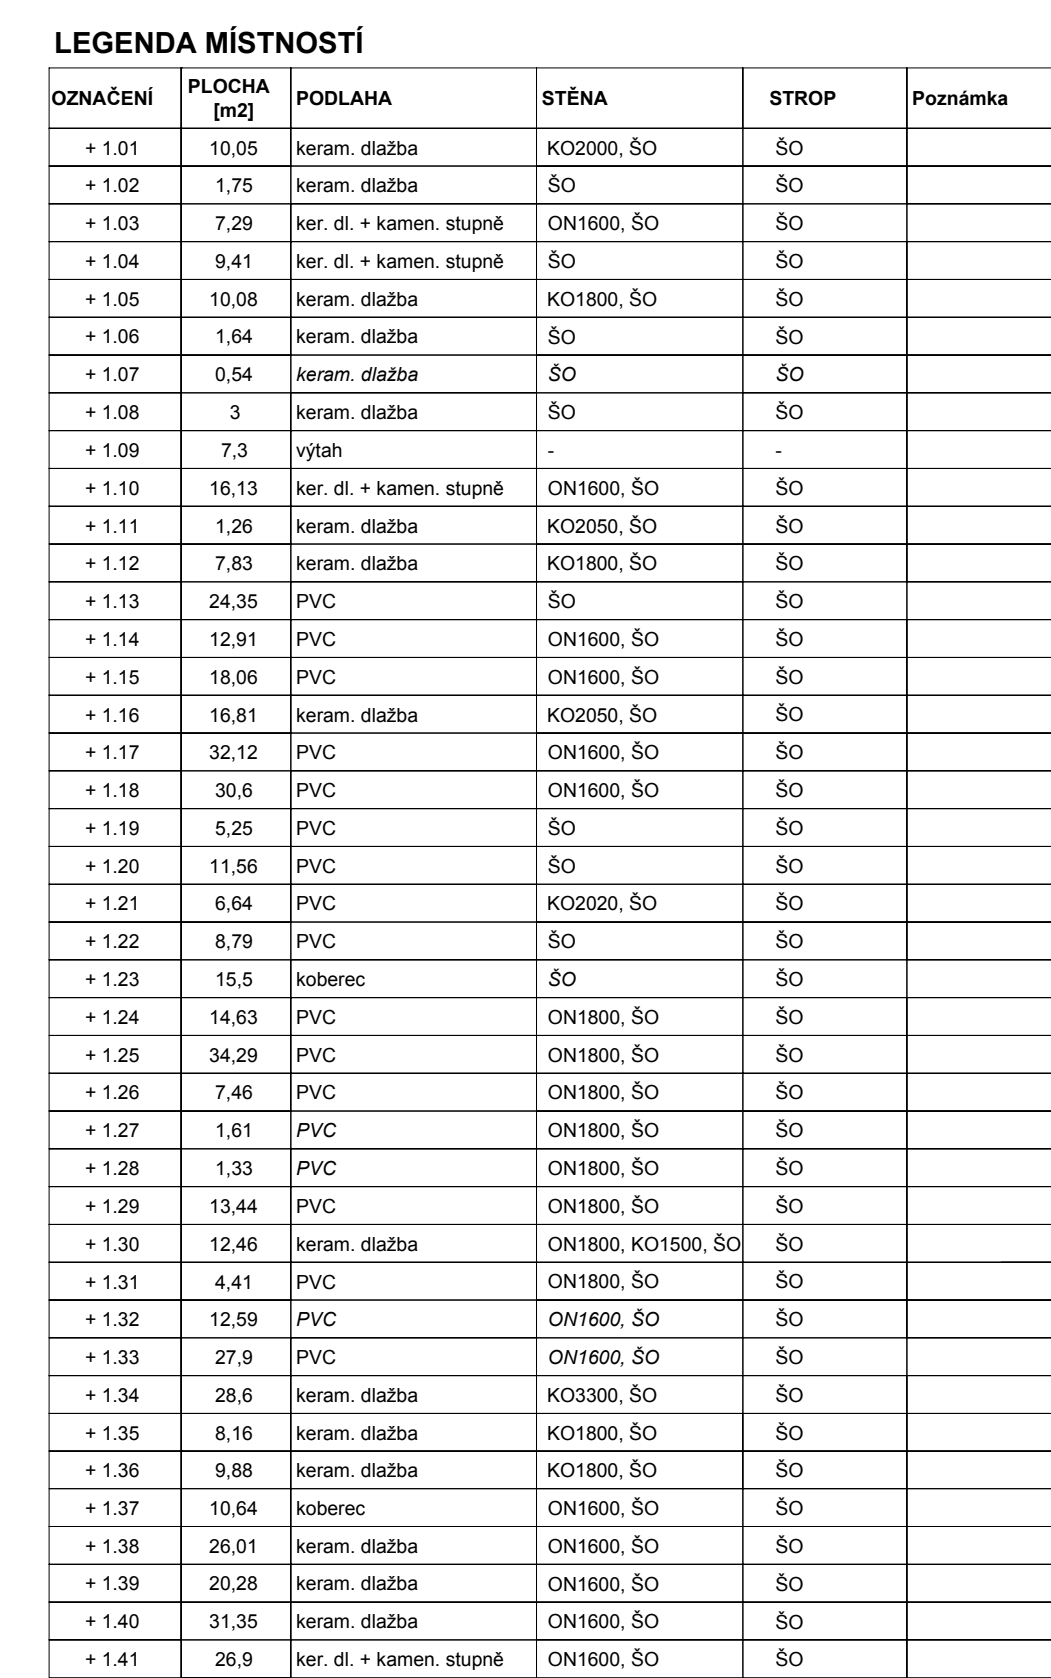 LEGENDA MÍSTNOSTÍ
OZNAČENÍ PLOCHA [m2] PODLAHA STĚNA STROP Poznámka
+ 1.01 10,05 keram. dlažba KO2000, ŠO ŠO
+ 1.02 1,75 keram. dlažba ŠO ŠO
+ 1.03 7,29 ker. dl. + kamen. stupně ON1600, ŠO ŠO
+ 1.04 9,41 ker. dl. + kamen. stupně ŠO ŠO
+ 1.05 10,08 keram. dlažba KO1800, ŠO ŠO
+ 1.06 1,64 keram. dlažba ŠO ŠO
+ 1.07 0,54 keram. dlažba ŠO ŠO
+ 1.08 3 keram. dlažba ŠO ŠO
+ 1.09 7,3 výtah - -
+ 1.10 16,13 ker. dl. + kamen. stupně ON1600, ŠO ŠO
+ 1.11 1,26 keram. dlažba KO2050, ŠO ŠO
+ 1.12 7,83 keram. dlažba KO1800, ŠO ŠO
+ 1.13 24,35 PVC ŠO ŠO
+ 1.14 12,91 PVC ON1600, ŠO ŠO
+ 1.15 18,06 PVC ON1600, ŠO ŠO
+ 1.16 16,81 keram. dlažba KO2050, ŠO ŠO
+ 1.17 32,12 PVC ON1600, ŠO ŠO
+ 1.18 30,6 PVC ON1600, ŠO ŠO
+ 1.19 5,25 PVC ŠO ŠO
+ 1.20 11,56 PVC ŠO ŠO
+ 1.21 6,64 PVC KO2020, ŠO ŠO
+ 1.22 8,79 PVC ŠO ŠO
+ 1.23 15,5 koberec ŠO ŠO
+ 1.24 14,63 PVC ON1800, ŠO ŠO
+ 1.25 34,29 PVC ON1800, ŠO ŠO
+ 1.26 7,46 PVC ON1800, ŠO ŠO
+ 1.27 1,61 PVC ON1800, ŠO ŠO
+ 1.28 1,33 PVC ON1800, ŠO ŠO
+ 1.29 13,44 PVC ON1800, ŠO ŠO
+ 1.30 12,46 keram. dlažba ON1800, KO1500, ŠO ŠO
+ 1.31 4,41 PVC ON1800, ŠO ŠO
+ 1.32 12,59 PVC ON1600, ŠO ŠO
+ 1.33 27,9 PVC ON1600, ŠO ŠO
+ 1.34 28,6 keram. dlažba KO3300, ŠO ŠO
+ 1.35 8,16 keram. dlažba KO1800, ŠO ŠO
+ 1.36 9,88 keram. dlažba KO1800, ŠO ŠO
+ 1.37 10,64 koberec ON1600, ŠO ŠO
+ 1.38 26,01 keram. dlažba ON1600, ŠO ŠO
+ 1.39 20,28 keram. dlažba ON1600, ŠO ŠO
+ 1.40 31,35 keram. dlažba ON1600, ŠO ŠO
+ 1.41 26,9 ker. dl. + kamen. stupně ON1600, ŠO ŠO